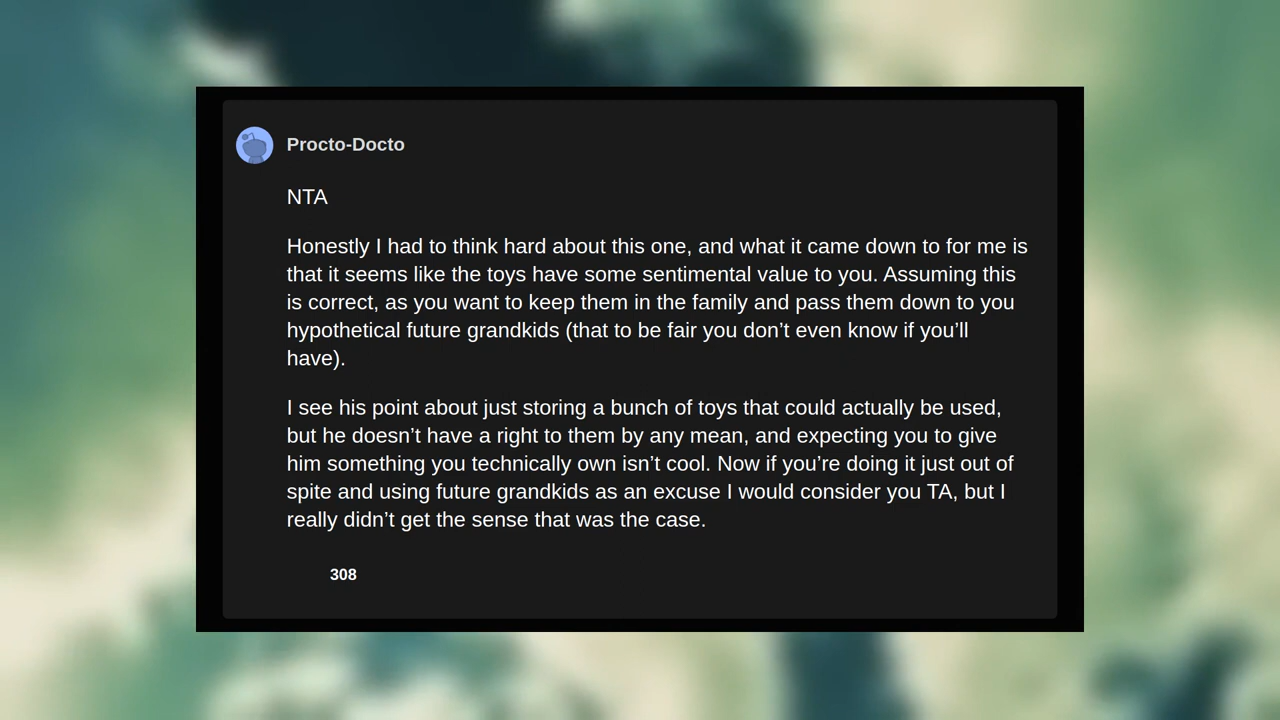 Procto-Docto
NTA
Honestly I had to think hard about this one, and what it came down to for me is
that it seems like the toys have some sentimental value to you. Assuming this
is correct, as you want to keep them in the family and pass them down to you
hypothetical future grandkids (that to be fair you don’t even know if you’ll
have).
I see his point about just storing a bunch of toys that could actually be used,
but he doesn’t have a right to them by any mean, and expecting you to give
him something you technically own isn’t cool. Now if you’re doing it just out of
spite and using future grandkids as an excuse I would consider you TA, but I
really didn’t get the sense that was the case.
308